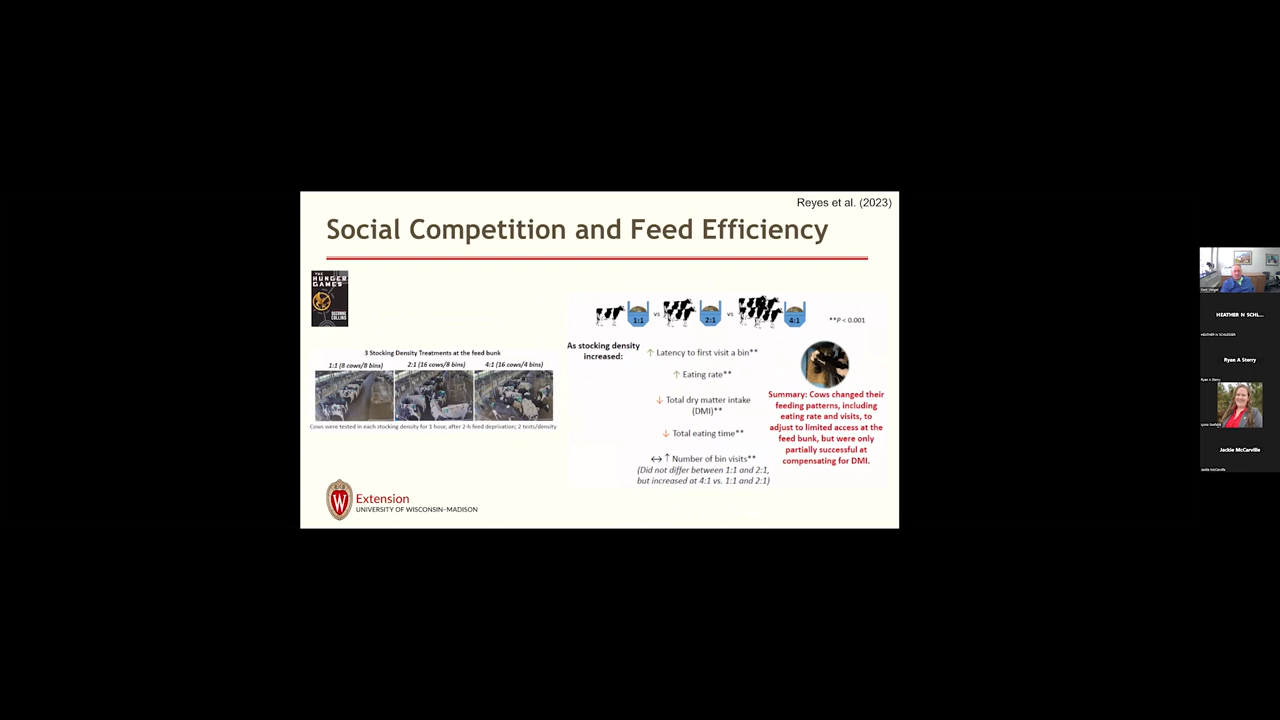 Reyes et al. (2023)
Social Competition and Feed Efficiency
THE
HUNGER
GAMES
SUZANNE
COLLINS
3 Stocking Density Treatments at the feed bunk
1:1 (8 cows/8 bins)
2:1 (16 cows/8 bins)
4:1 (16 cows/4 bins)
Cows were tested in each stocking density for 1 hour, after 2-h feed deprivation; 2 tests/density
1:1
vs
2:1
vs
4:1
**P < 0.001
As stocking density
increased:
↑ Latency to first visit a bin**
↑ Eating rate**
↓ Total dry matter intake
(DMI)**
↓ Total eating time**
↔ ↑ Number of bin visits**
(Did not differ between 1:1 and 2:1,
but increased at 4:1 vs. 1:1 and 2:1)
Summary: Cows changed their
feeding patterns, including
eating rate and visits, to
adjust to limited access at the
feed bunk, but were only
partially successful at
compensating for DMI.
W
Extension
UNIVERSITY OF WISCONSIN–MADISON
HEATHER N SCHL...
HEATHER N SCHLESSER
Ryan A Sterry
Ryan A Sterry
Jackie McCarville
Jackie McCarville